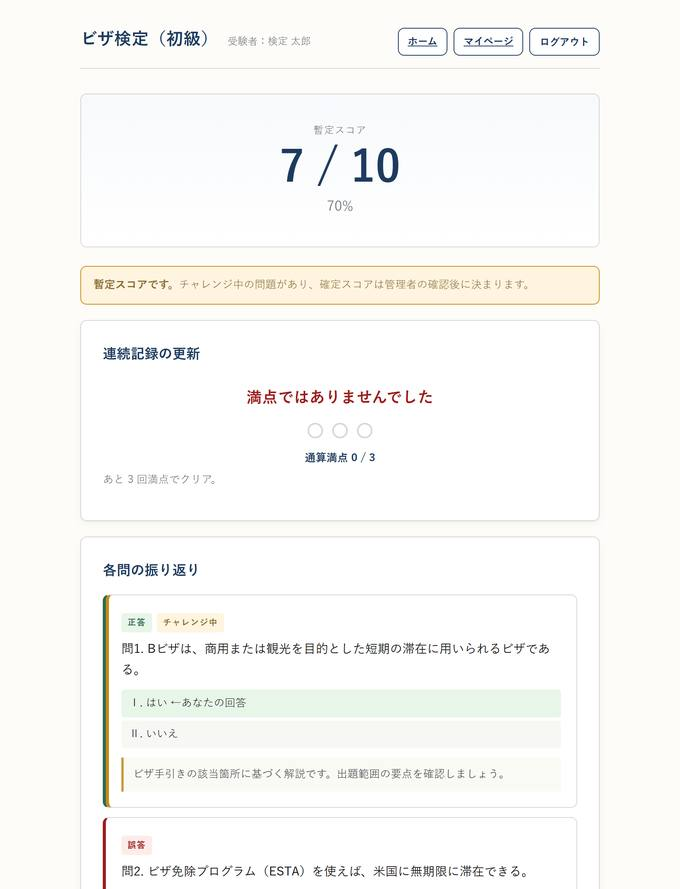 ビザ検定（初級） 受験者：検定 太郎 ホーム マイページ ログアウト
暫定スコア
7 / 10
70%
暫定スコアです。チャレンジ中の問題があり、確定スコアは管理者の確認後に決まります。
連続記録の更新
満点ではありませんでした
通算満点 0 / 3
あと 3 回満点でクリア。
各問の振り返り
正答 チャレンジ中
問1. Bビザは、商用または観光を目的とした短期の滞在に用いられるビザであ
る。
Ⅰ. はい ←あなたの回答
Ⅱ. いいえ
ビザ手引きの該当箇所に基づく解説です。出題範囲の要点を確認しましょう。
誤答
問2. ビザ免除プログラム（ESTA）を使えば、米国に無期限に滞在できる。